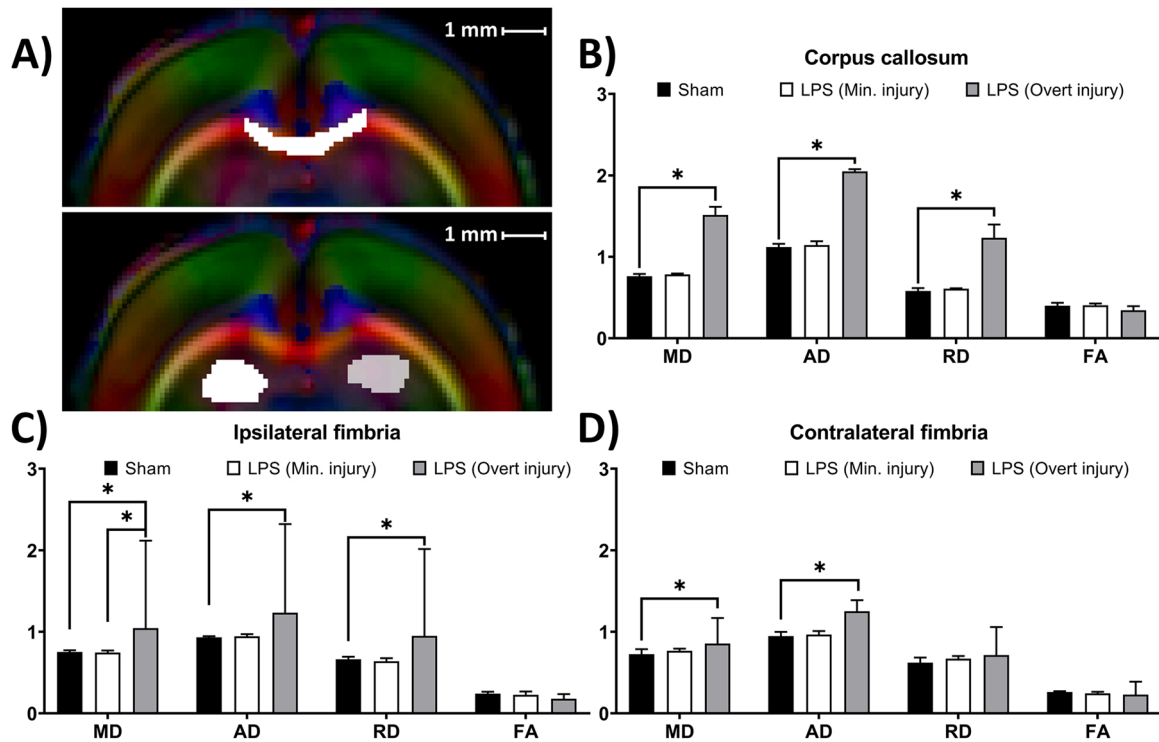 A)
1 mm
1 mm
B)
Corpus callosum
Sham LPS (Min. injury) LPS (Overt injury)
*
*
*
3
2
1
0
MD AD RD FA
C)
Ipsilateral fimbria
Sham LPS (Min. injury) LPS (Overt injury)
*
*
*
*
3
2
1
0
MD AD RD FA
D)
Contralateral fimbria
Sham LPS (Min. injury) LPS (Overt injury)
*
*
3
2
1
0
MD AD RD FA